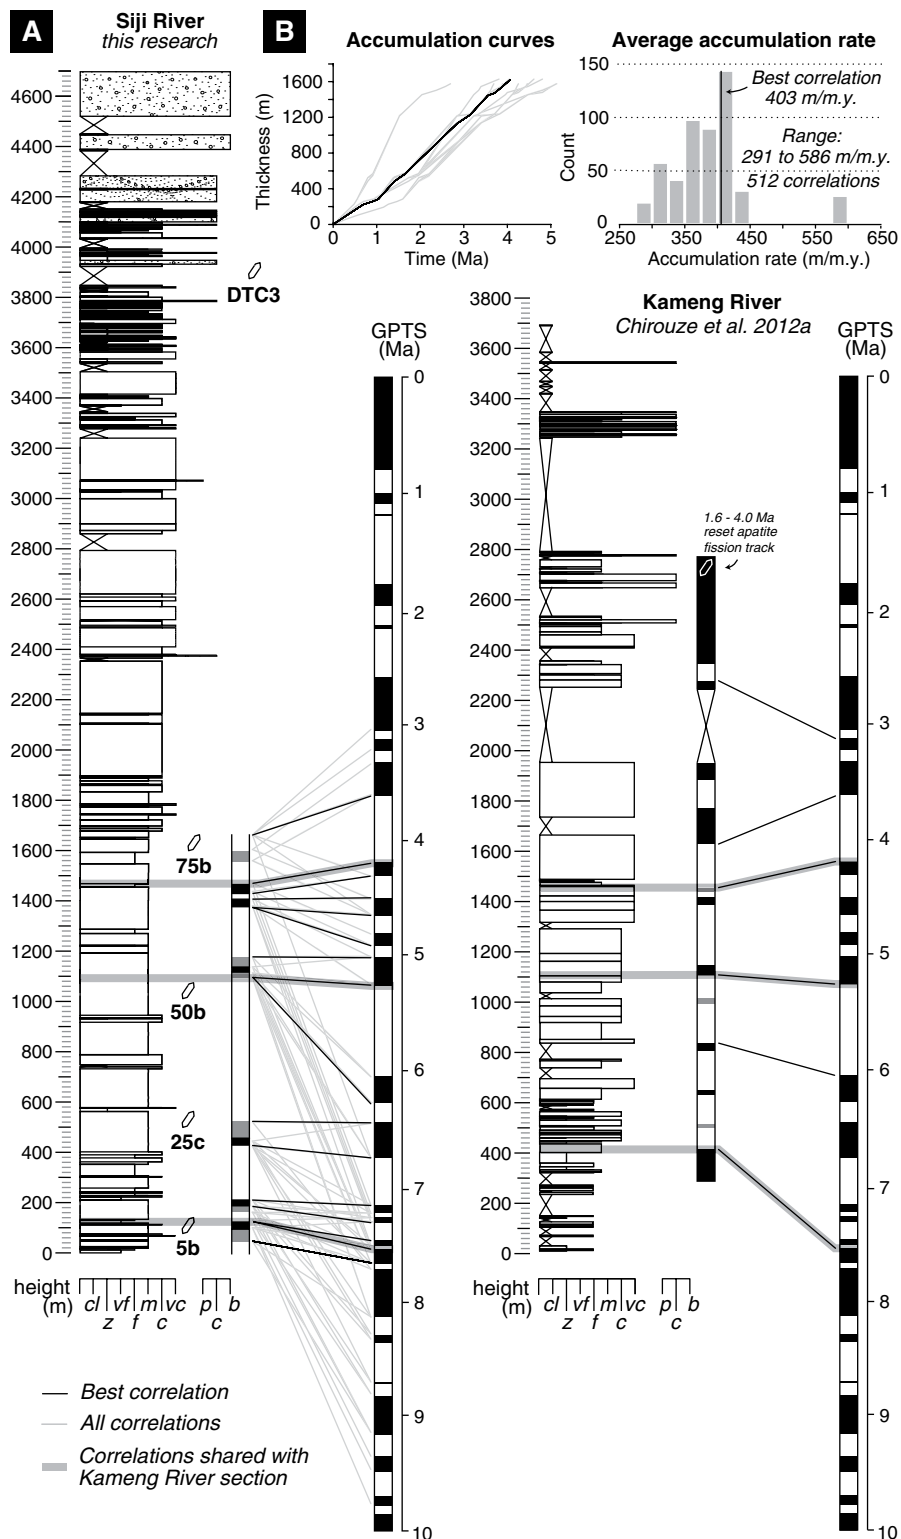 A
Siji River
this research
B
Accumulation curves
Average accumulation rate
4600
4400
4200
4000
3800
3600
3400
3200
3000
2800
2600
2400
2200
2000
1800
1600
1400
1200
1000
800
600
400
200
0
height
(m)
cl
z
vf
f
m
c
vc
p
c
b
DTC3
75b
50b
25c
5b
Thickness (m)
1600
1200
800
400
0
0 1 2 3 4 5
Time (Ma)
Count
150
100
50
0
250 350 450 550 650
Accumulation rate (m/m.y.)
Best correlation
403 m/m.y.
Range:
291 to 586 m/m.y.
512 correlations
GPTS
(Ma)
0
1
2
3
4
5
6
7
8
9
10
Kameng River
Chirouze et al. 2012a
3800
3600
3400
3200
3000
2800
2600
2400
2200
2000
1800
1600
1400
1200
1000
800
600
400
200
0
height
(m)
cl
z
vf
f
m
c
vc
p
c
b
1.6 - 4.0 Ma
reset apatite
fission track
GPTS
(Ma)
0
1
2
3
4
5
6
7
8
9
10
Best correlation
All correlations
Correlations shared with
Kameng River section